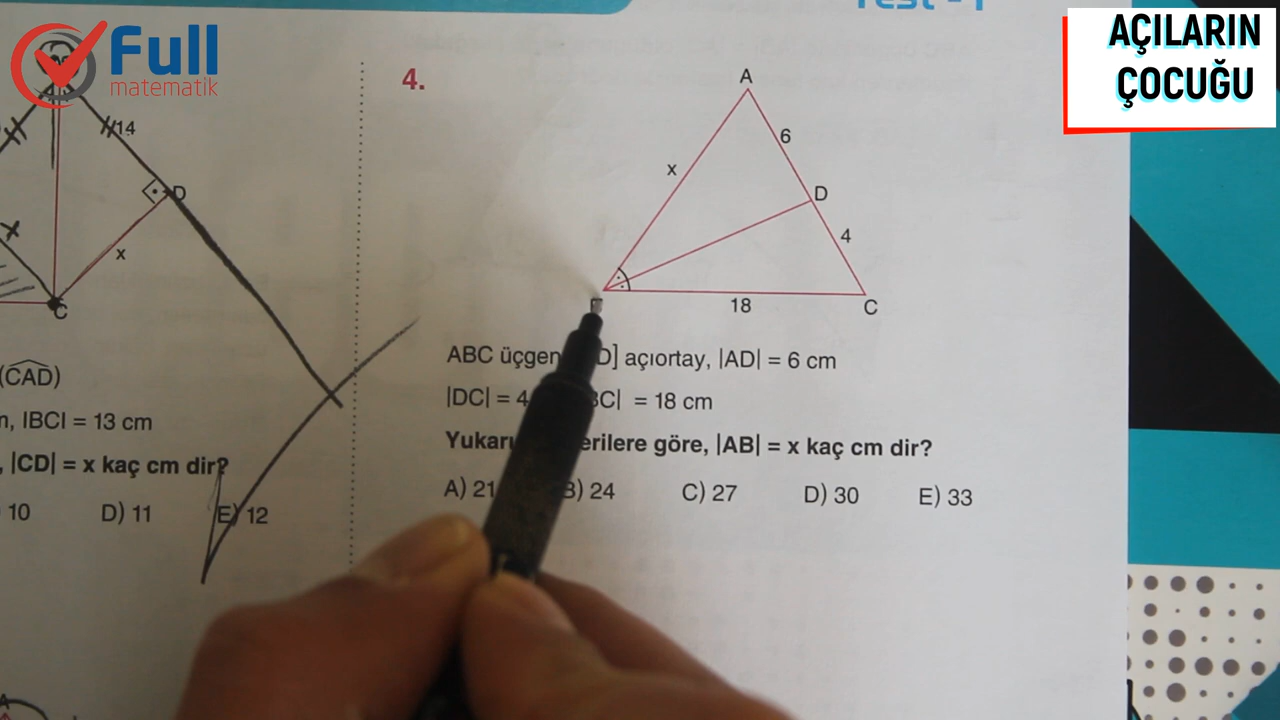 Full
matematik
AÇILARIN
ÇOCUĞU
Test - 1
14
D
x
C
(CAD)
IBCI = 13 cm
|CD| = x kaç cm dir?
10 D) 11 E) 12
4.
A
6
x
D
4
18
C
ABC üçgen D] açıortay, |AD| = 6 cm
|DC| = 4 BC| = 18 cm
göre, |AB| = x kaç cm dir?
A) 21 B) 24 C) 27 D) 30 E) 33
A